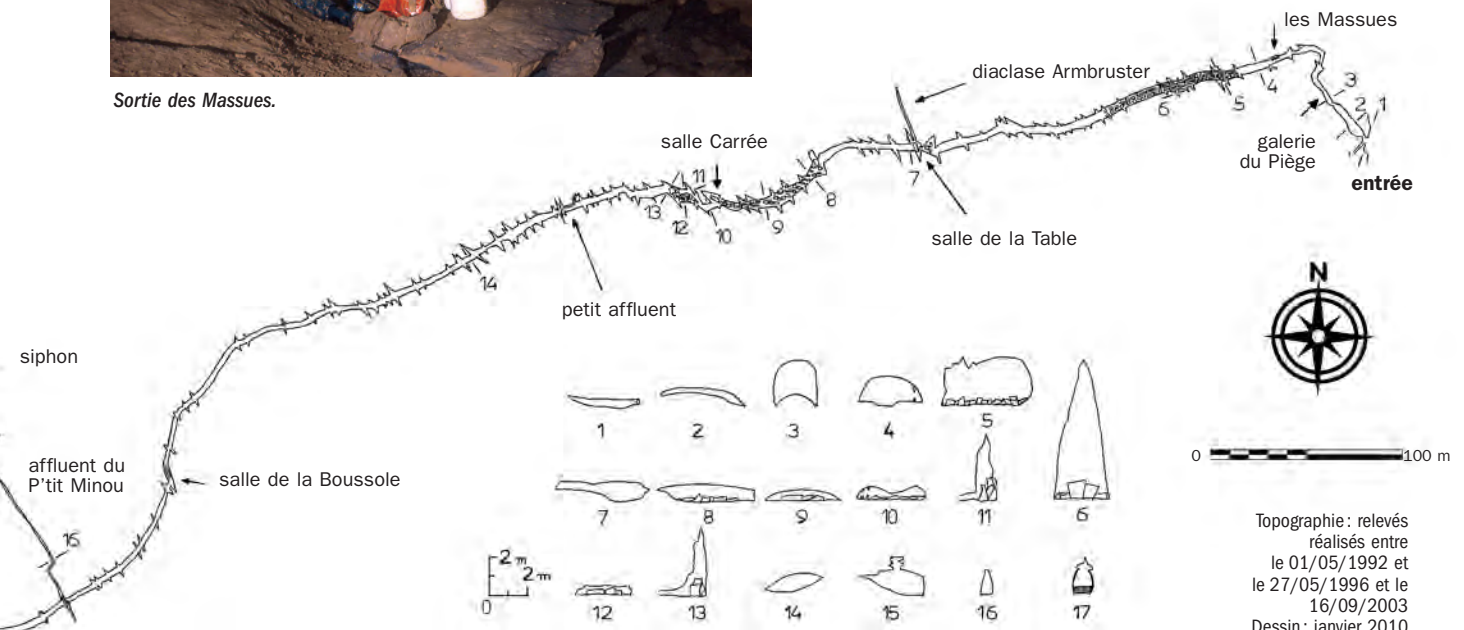 Sortie des Massues.
les Massues
diaclase Armbruster
salle Carrée
galerie
du Piège
entrée
1
2
3
4
5
6
7
8
9
10
11
12
13
14
salle de la Table
petit affluent
siphon
affluent du
P'tit Minou
salle de la Boussole
16
N
0 100 m
1 2 3 4 5
7 8 9 10 11 6
2 m
2 m
0
12 13 14 15 16 17
Topographie : relevés
réalisés entre
le 01/05/1992 et
le 27/05/1996 et le
16/09/2003
Dessin : janvier 2010